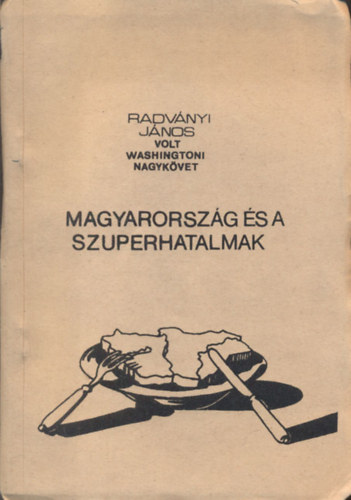 RADVÁNYI
JÁNOS
VOLT
WASHINGTONI
NAGYKÖVET
MAGYARORSZÁG ÉS A
SZUPERHATALMAK